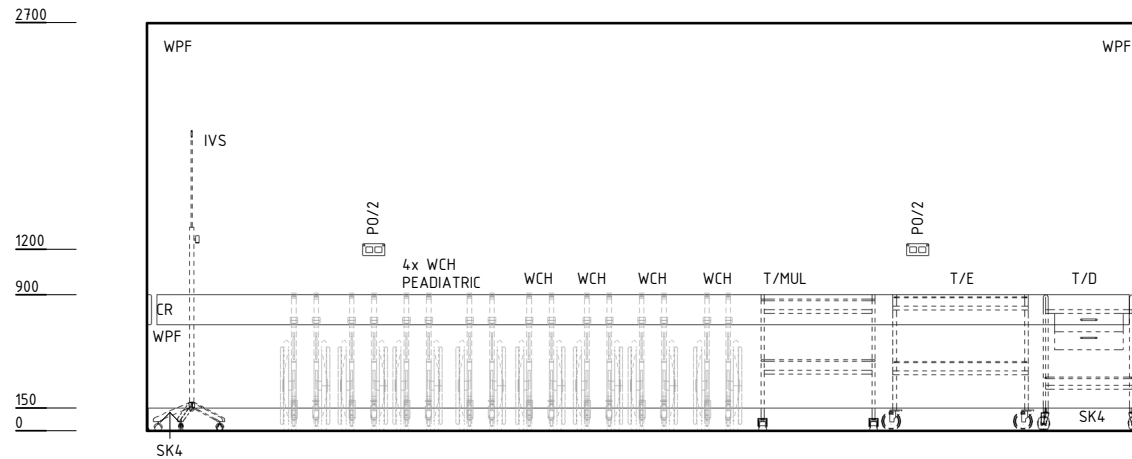 2700
WPF
WPF
IVS
PO/2
PO/2
1200
4x WCH
PEADIATRIC
WCH
WCH
WCH
WCH
T/MUL
T/E
T/D
900
CR
WPF
150
0
SK4
SK4